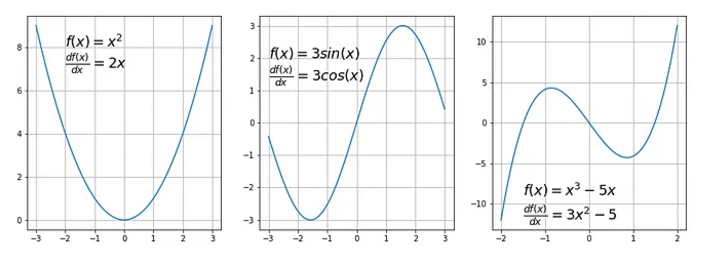 f(x) = x²
df(x)/dx = 2x
8
6
4
2
0
−3 −2 −1 0 1 2 3
f(x) = 3sin(x)
df(x)/dx = 3cos(x)
3
2
1
0
−1
−2
−3
−3 −2 −1 0 1 2 3
10
5
0
−5
−10
f(x) = x³ − 5x
df(x)/dx = 3x² − 5
−2 −1 0 1 2